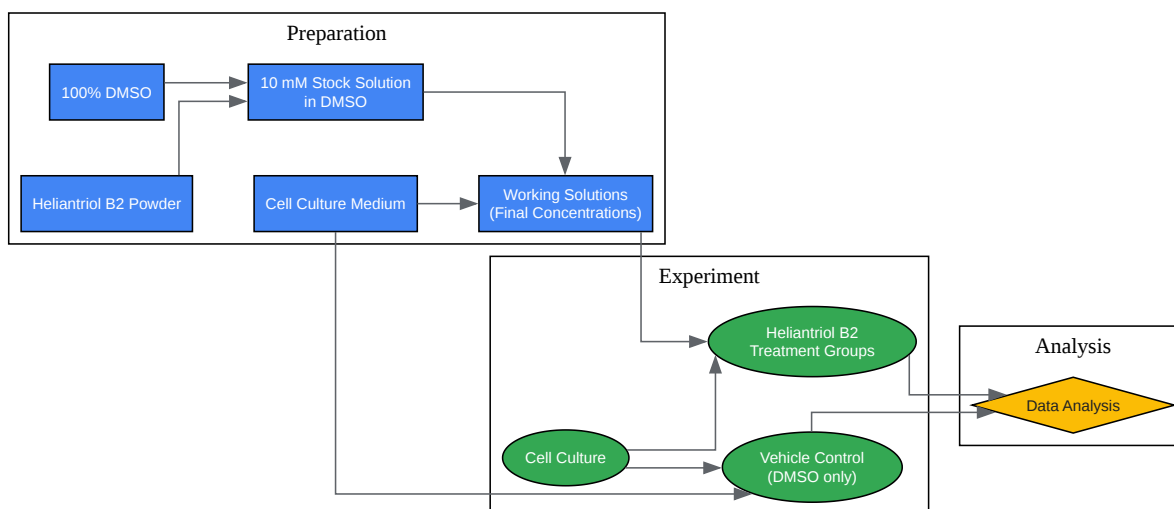 Preparation
100% DMSO
10 mM Stock Solution
in DMSO
Heliantriol B2 Powder
Cell Culture Medium
Working Solutions
(Final Concentrations)
Experiment
Heliantriol B2
Treatment Groups
Cell Culture
Vehicle Control
(DMSO only)
Analysis
Data Analysis